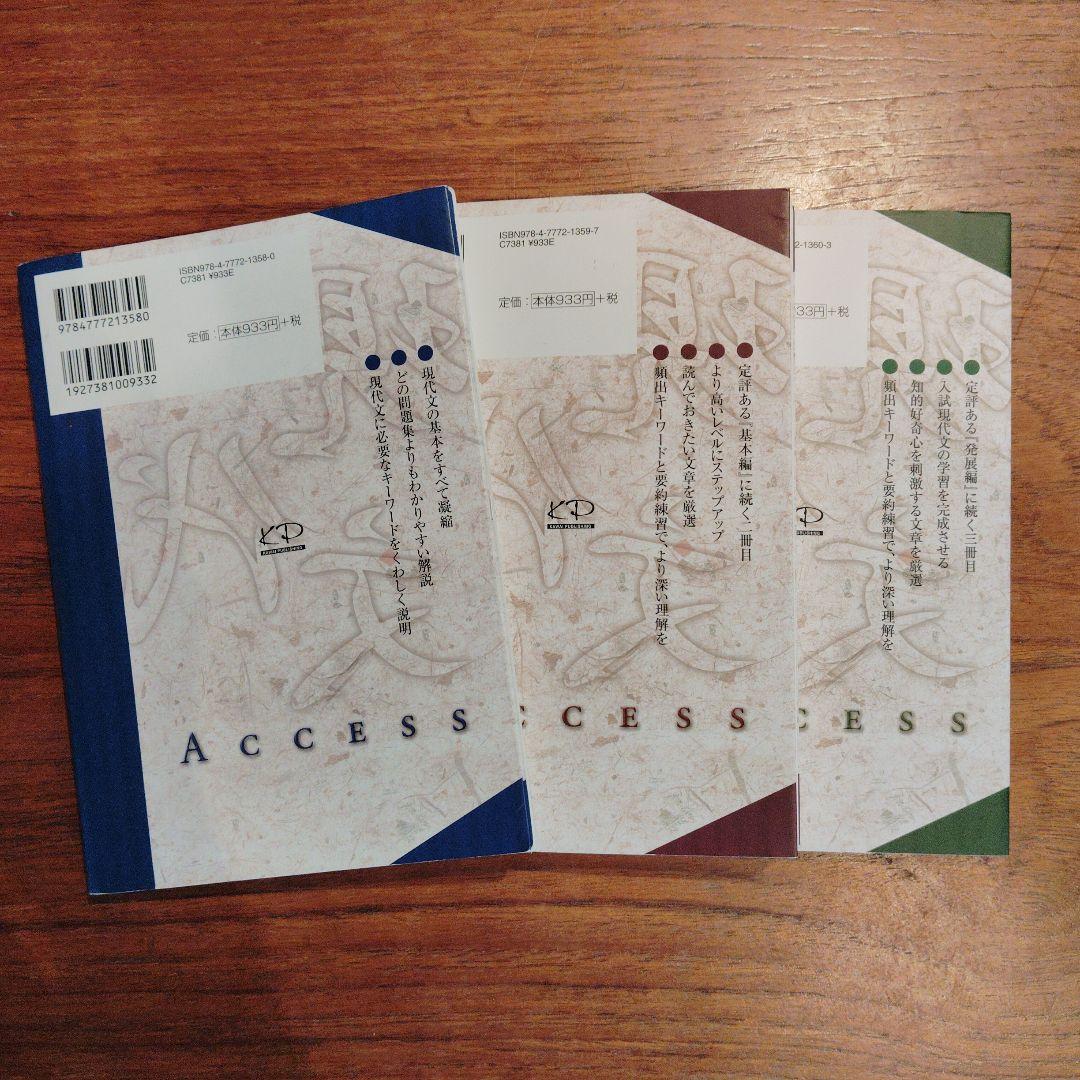 ISBN978-4-7772-1358-0
C7381 ¥933E
9784777213580
定価：本体933円+税
1927381009332
現代文の基本をすべて凝縮
どの問題集よりもわかりやすい解説
現代文に必要なキーワードをくわしく説明
KP
KAWAI PUBLISHING
ACCESS
ISBN978-4-7772-1359-7
C7381 ¥933E
定価：本体933円+税
定評ある『基本編』に続く二冊目
より高いレベルにステップアップ
読んでおきたい文章を厳選
頻出キーワードと要約練習で、より深い理解を
KP
KAWAI PUBLISHING
CCESS
2-1360-3
33円+税
定評ある『発展編』に続く三冊目
入試現代文の学習を完成させる
知的好奇心を刺激する文章を厳選
頻出キーワードと要約練習で、より深い理解を
P
PUBLISHING
CESS